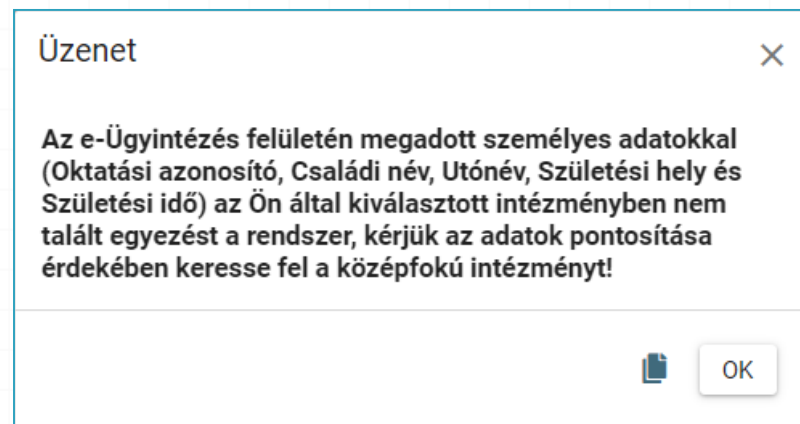 Üzenet
Az e-Ügyintézés felületén megadott személyes adatokkal
(Oktatási azonosító, Családi név, Utónév, Születési hely és
Születési idő) az Ön által kiválasztott intézményben nem
talált egyezést a rendszer, kérjük az adatok pontosítása
érdekében keresse fel a középfokú intézményt!
OK